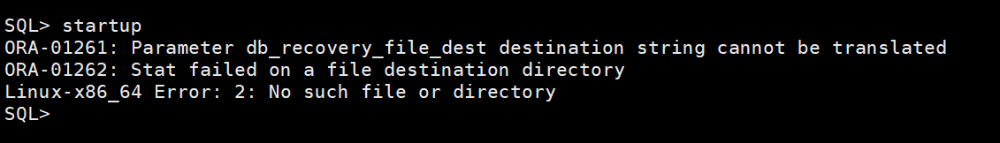 SQL> startup
ORA-01261: Parameter db_recovery_file_dest destination string cannot be translated
ORA-01262: Stat failed on a file destination directory
Linux-x86_64 Error: 2: No such file or directory
SQL>